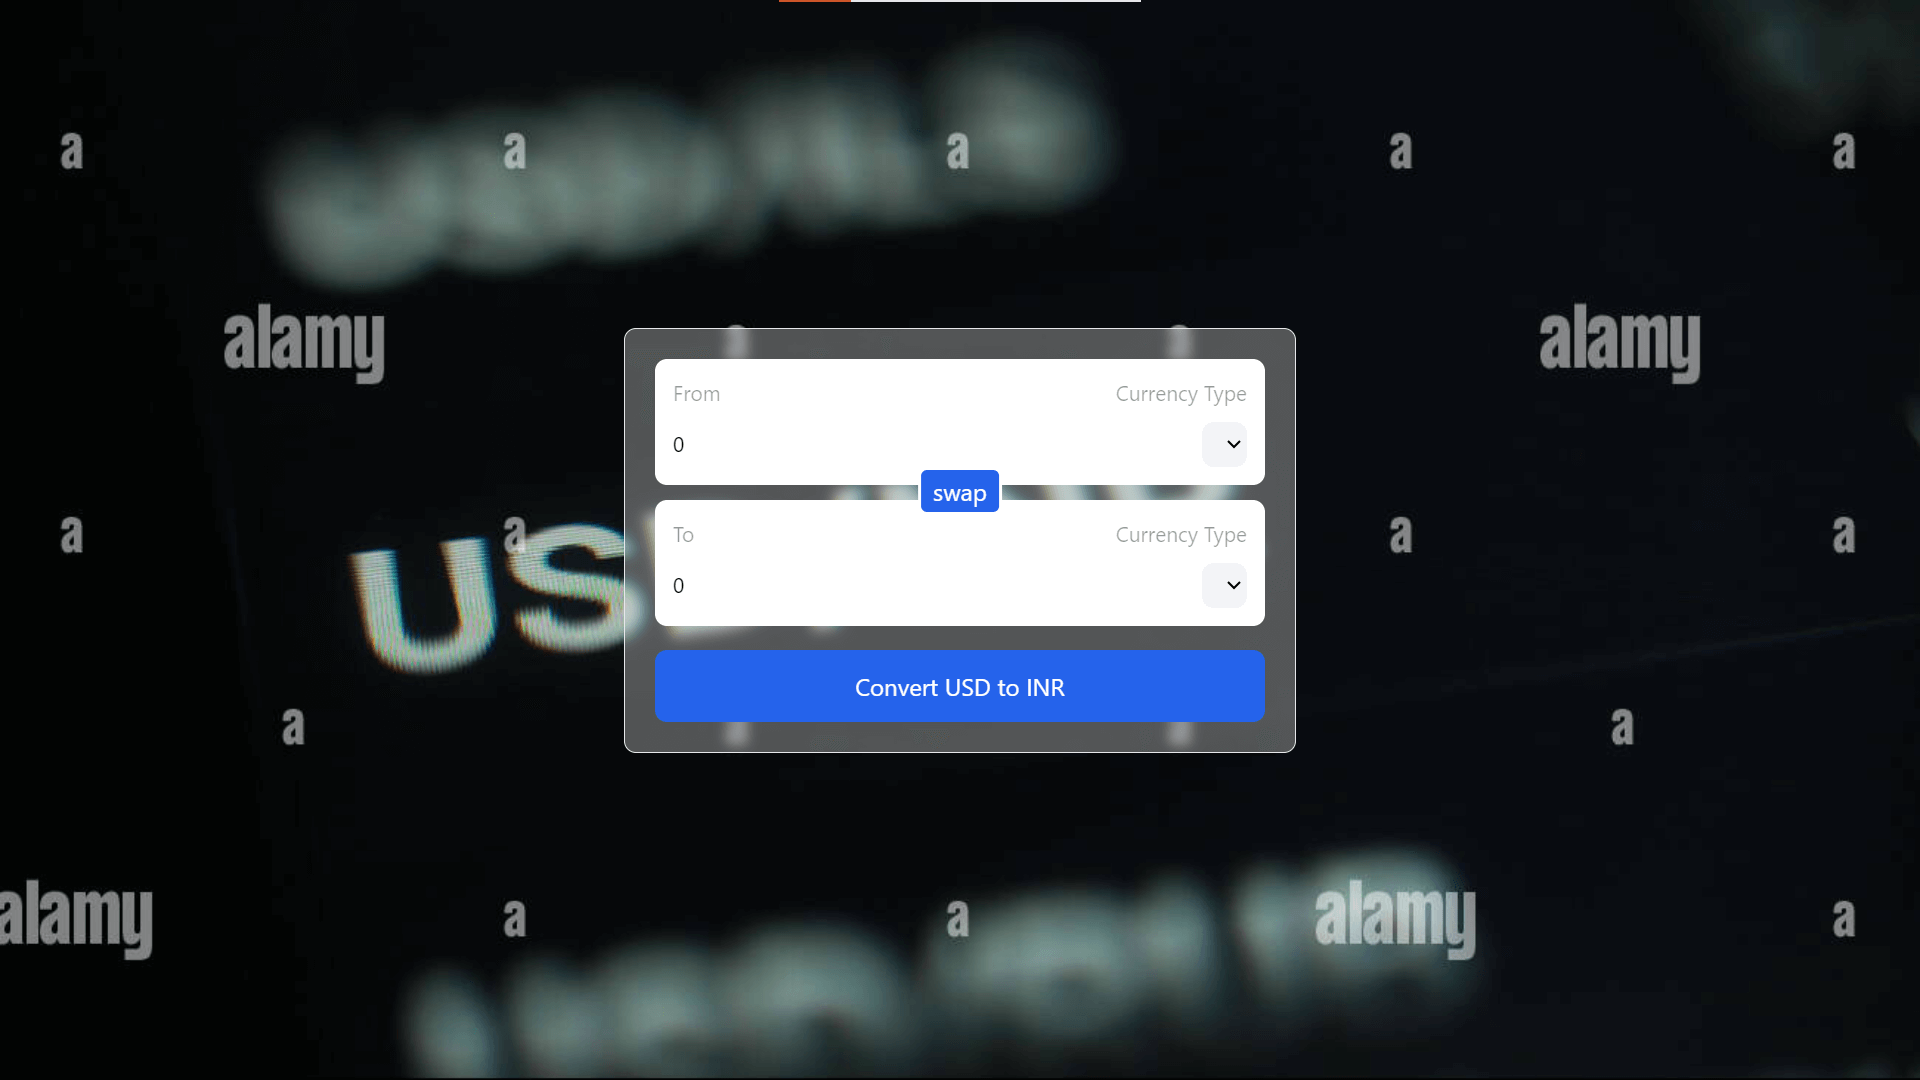 a a a a a
alamy a a alamy
From Currency Type
0
swap
To Currency Type
0
a a a a
US
Convert USD to INR
a a a a
alamy a a alamy a